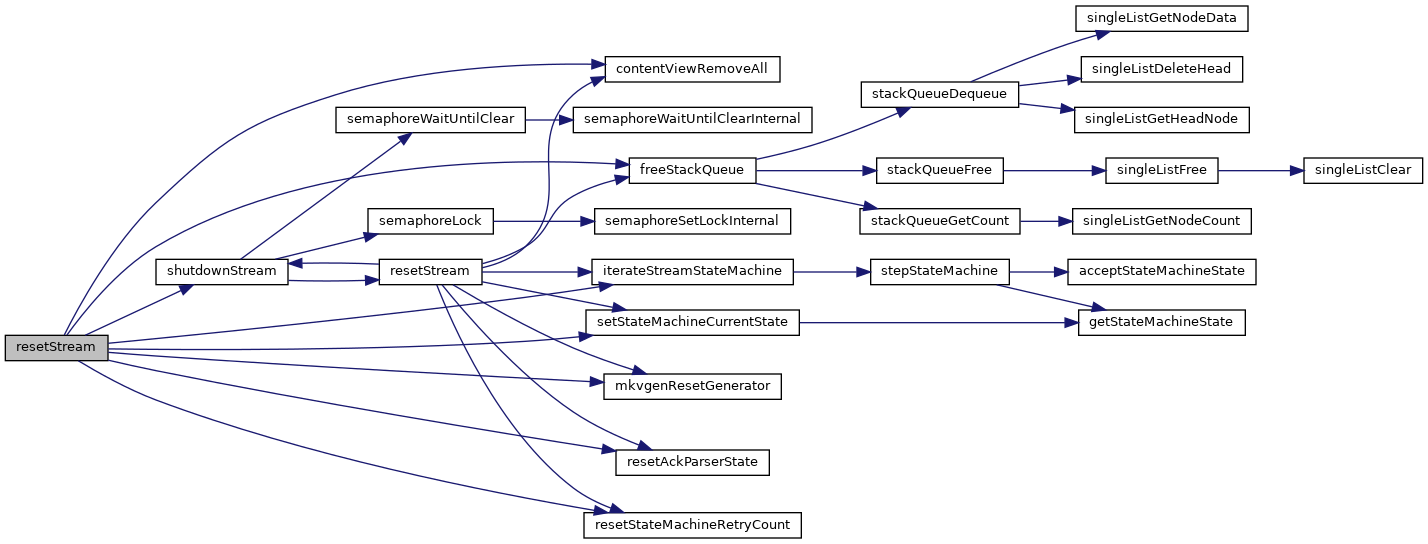 singleListGetNodeData
contentViewRemoveAll
singleListDeleteHead
stackQueueDequeue
semaphoreWaitUntilClear
semaphoreWaitUntilClearInternal
singleListGetHeadNode
freeStackQueue
stackQueueFree
singleListFree
singleListClear
semaphoreLock
semaphoreSetLockInternal
stackQueueGetCount
singleListGetNodeCount
shutdownStream
resetStream
iterateStreamStateMachine
stepStateMachine
acceptStateMachineState
setStateMachineCurrentState
getStateMachineState
resetStream
mkvgenResetGenerator
resetAckParserState
resetStateMachineRetryCount